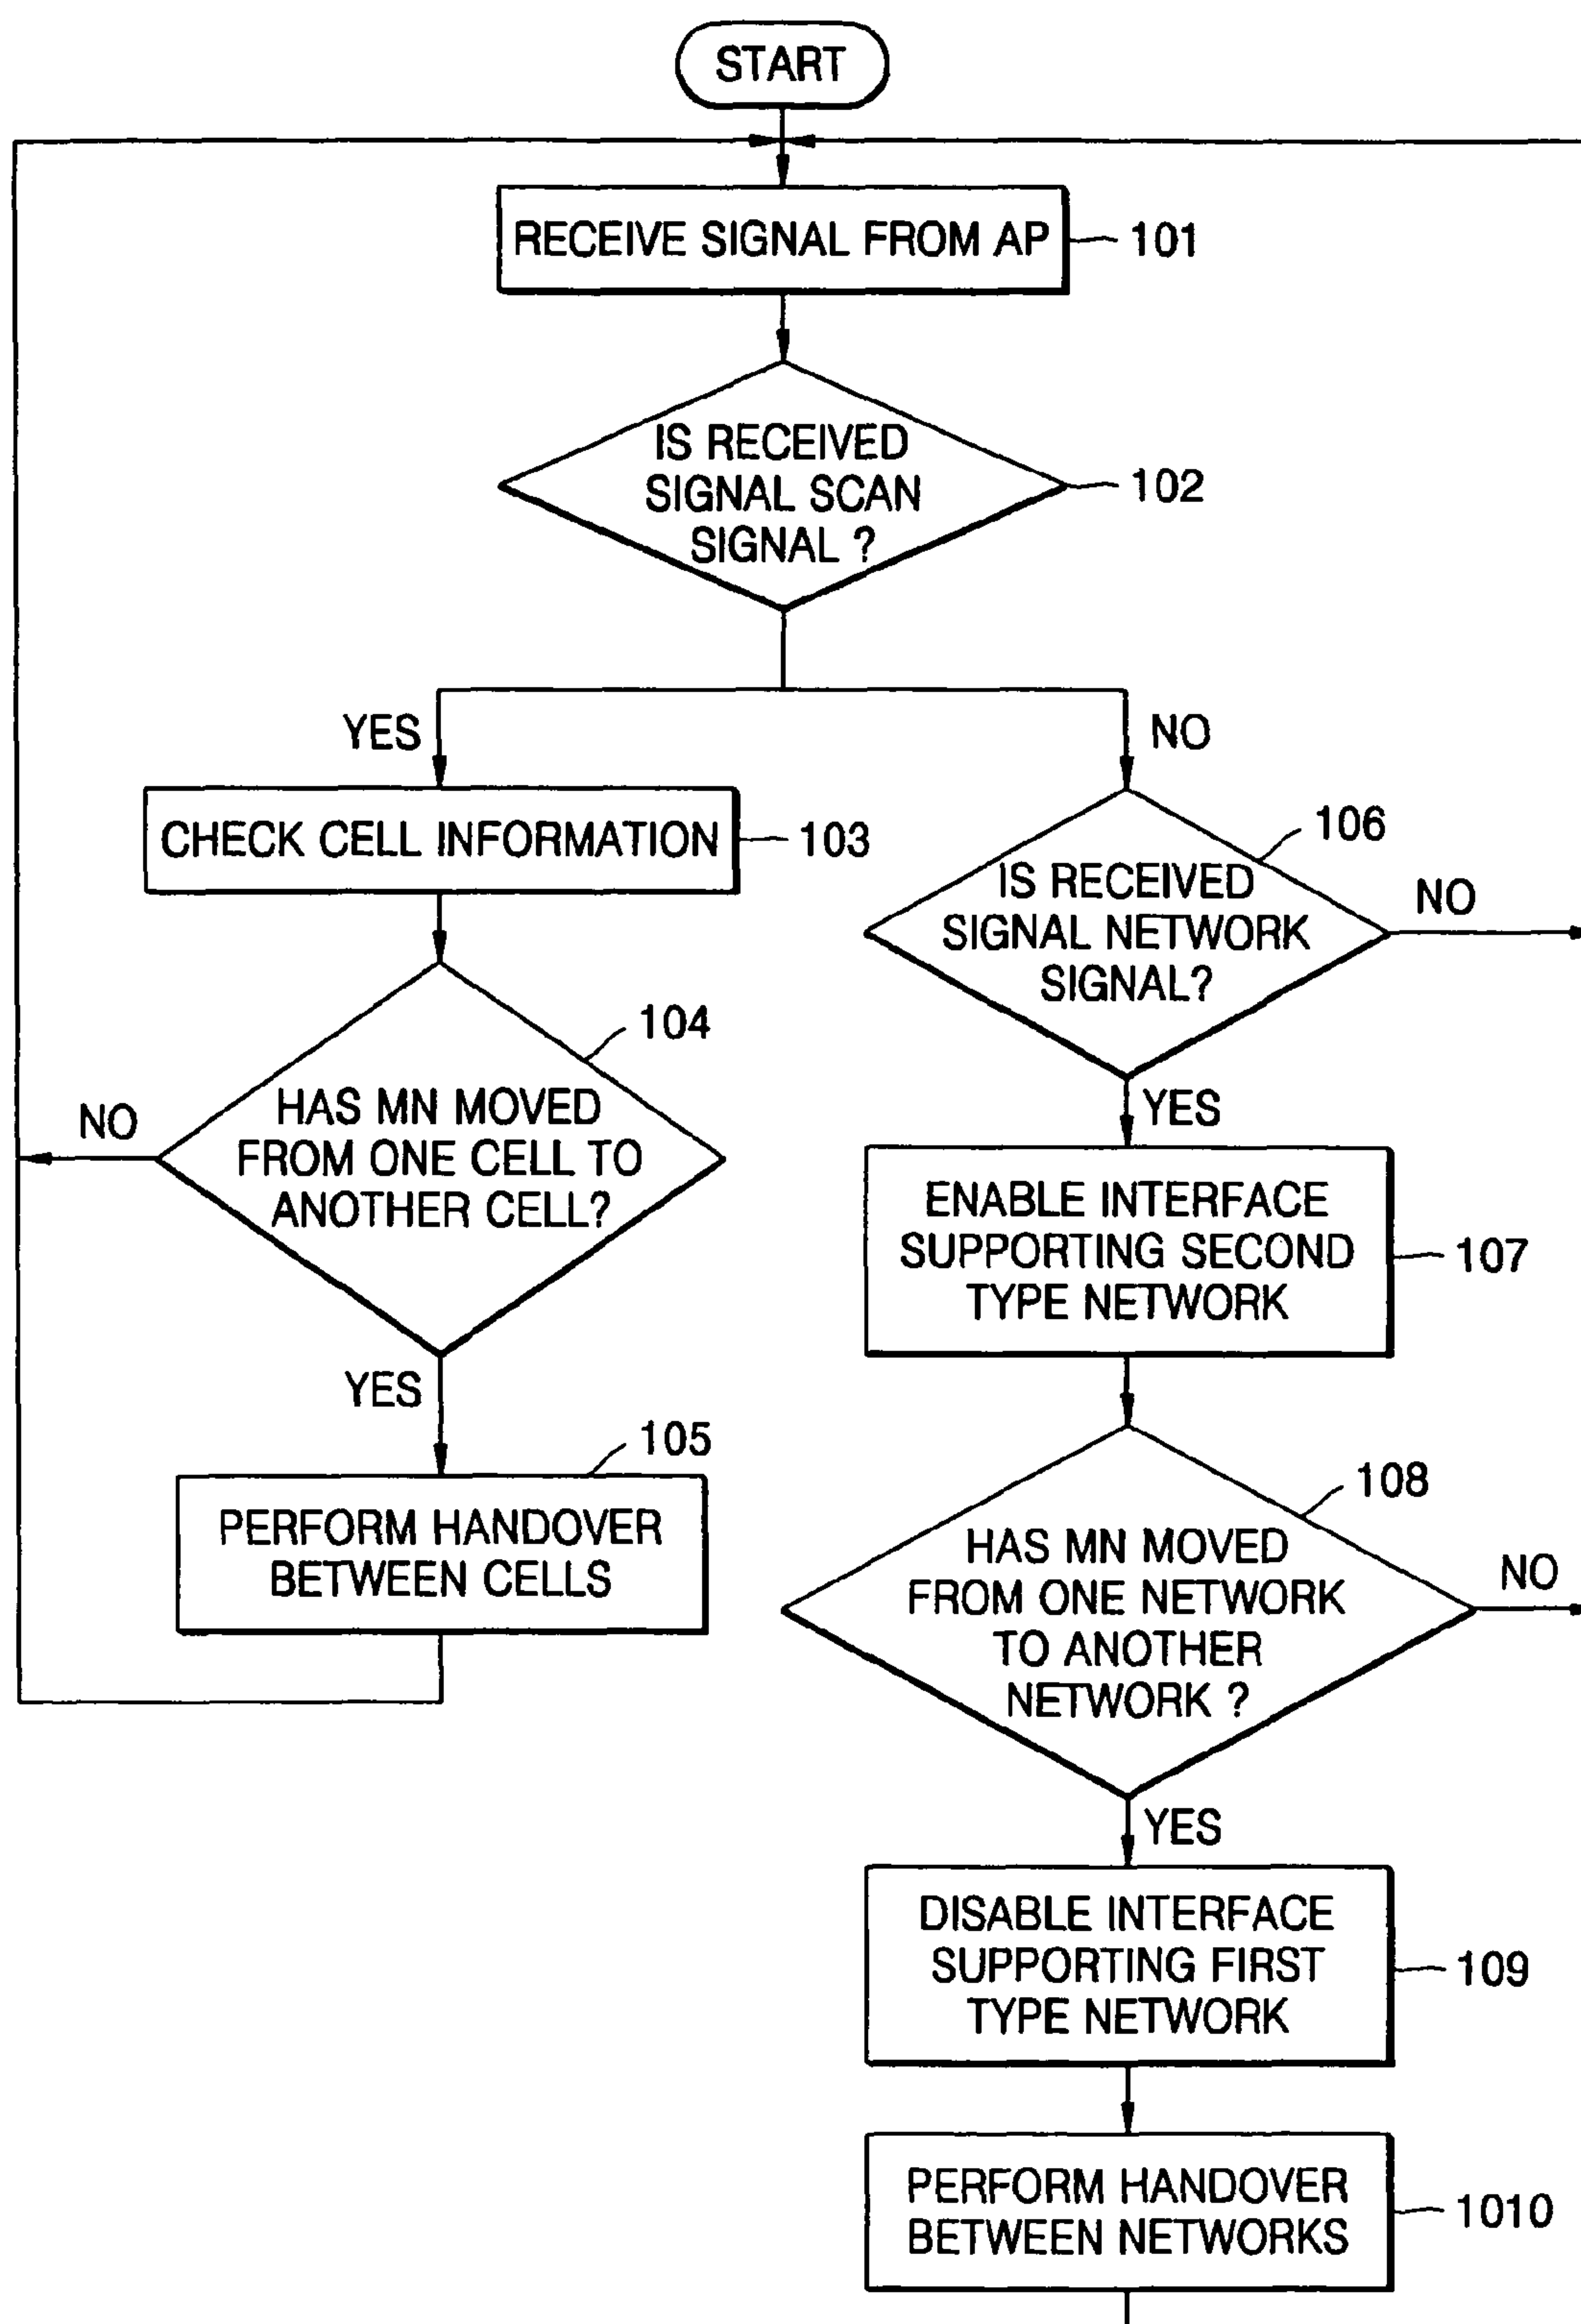 START
RECEIVE SIGNAL FROM AP
101
IS RECEIVED
SIGNAL SCAN
SIGNAL ?
102
YES
NO
CHECK CELL INFORMATION
103
106
IS RECEIVED
SIGNAL NETWORK
SIGNAL?
NO
104
HAS MN MOVED
FROM ONE CELL TO
ANOTHER CELL?
NO
YES
ENABLE INTERFACE
SUPPORTING SECOND
TYPE NETWORK
107
YES
105
PERFORM HANDOVER
BETWEEN CELLS
108
HAS MN MOVED
FROM ONE NETWORK
TO ANOTHER
NETWORK ?
NO
YES
DISABLE INTERFACE
SUPPORTING FIRST
TYPE NETWORK
109
PERFORM HANDOVER
BETWEEN NETWORKS
1010